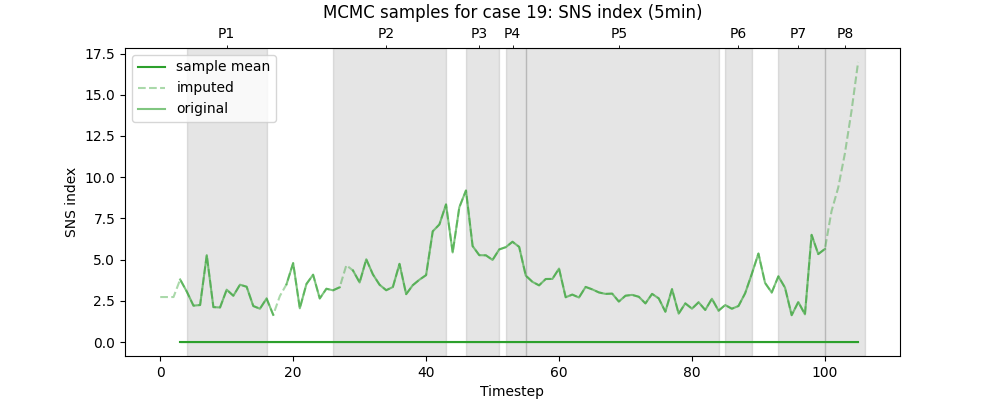 MCMC samples for case 19: SNS index (5min)
P1 P2 P3 P4 P5 P6 P7 P8
17.5
15.0
12.5
10.0
7.5
5.0
2.5
0.0
SNS index
sample mean
imputed
original
0 20 40 60 80 100
Timestep